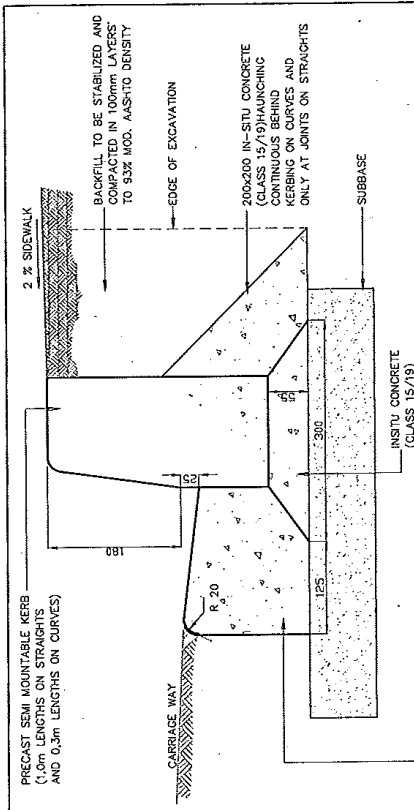 PRECAST SEMI MOUNTABLE KERB
(1,0m LENGTHS ON STRAIGHTS
AND 0,3m LENGTHS ON CURVES)
2 % SIDEWALK
BACKFILL TO BE STABILIZED AND
COMPACTED IN 100mm LAYERS
TO 93% MOD. AASHTO DENSITY
EDGE OF EXCAVATION
200x200 IN-SITU CONCRETE
(CLASS 15/19)HAUNCHING
CONTINUOUS BEHIND
KERBING ON CURVES AND
ONLY AT JOINTS ON STRAIGHTS
SUBBASE
180
25
R 20
CARRIAGE WAY
55
300
125
INSITU CONCRETE
(CLASS 15/19)